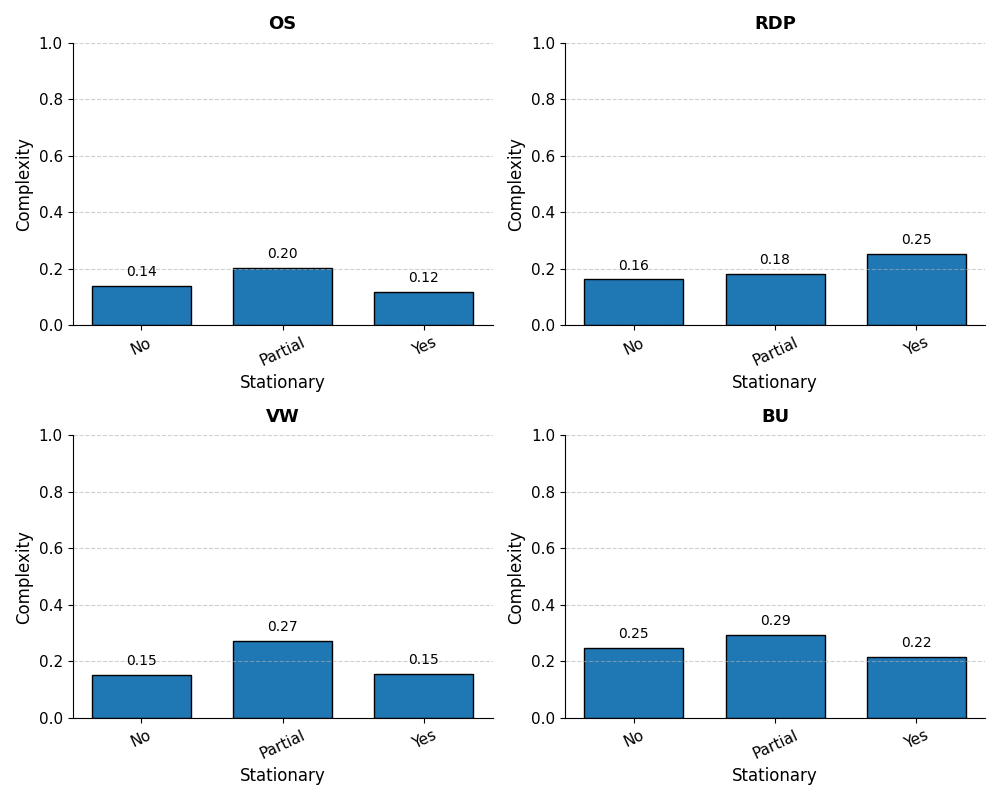 OS
1.0
0.8
0.6
0.4
0.2
0.0
Complexity
0.14
0.20
0.12
No
Partial
Yes
Stationary
RDP
1.0
0.8
0.6
0.4
0.2
0.0
Complexity
0.16
0.18
0.25
No
Partial
Yes
Stationary
VW
1.0
0.8
0.6
0.4
0.2
0.0
Complexity
0.15
0.27
0.15
No
Partial
Yes
Stationary
BU
1.0
0.8
0.6
0.4
0.2
0.0
Complexity
0.25
0.29
0.22
No
Partial
Yes
Stationary